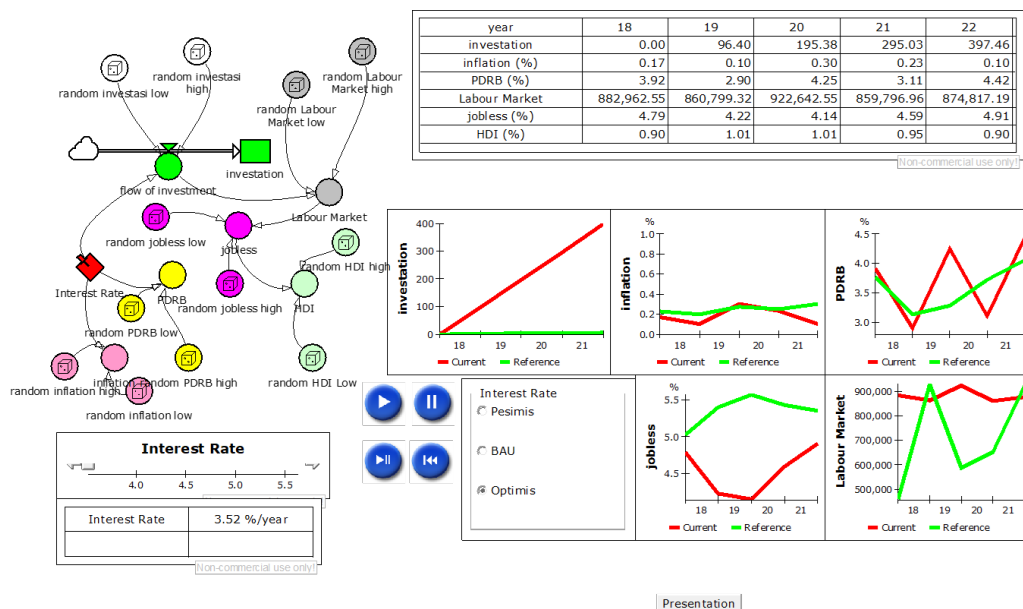 random investasi low
random investasi high
random Labour Market high
random Labour Market low
investation
flow of investment
Labour Market
random jobless low
jobless
random HDI high
Interest Rate
PDRB
random jobless high
HDI
random PDRB low
inflation
random PDRB high
random inflation high
random HDI Low
random inflation low
year 18 19 20 21 22
investation 0.00 96.40 195.38 295.03 397.46
inflation (%) 0.17 0.10 0.30 0.23 0.10
PDRB (%) 3.92 2.90 4.25 3.11 4.42
Labour Market 882,962.55 860,799.32 922,642.55 859,796.96 874,817.19
jobless (%) 4.79 4.22 4.14 4.59 4.91
HDI (%) 0.90 1.01 1.01 0.95 0.90
Non-commercial use only!
investation
400
300
200
100
0
18 19 20 21
Current Reference
%
inflation
1.0
0.8
0.6
0.4
0.2
0.0
18 19 20 21
Current Reference
%
PDRB
4.5
4.0
3.5
3.0
18 19 20 21
Current Reference
Interest Rate
Pesimis
BAU
Optimis
%
jobless
5.5
5.0
4.5
18 19 20 21
Current Reference
Labour Market
900,000
800,000
700,000
600,000
500,000
18 19 20 21
Current Reference
Interest Rate
4.0 4.5 5.0 5.5
Interest Rate 3.52 %/year
Non-commercial use only!
Presentation